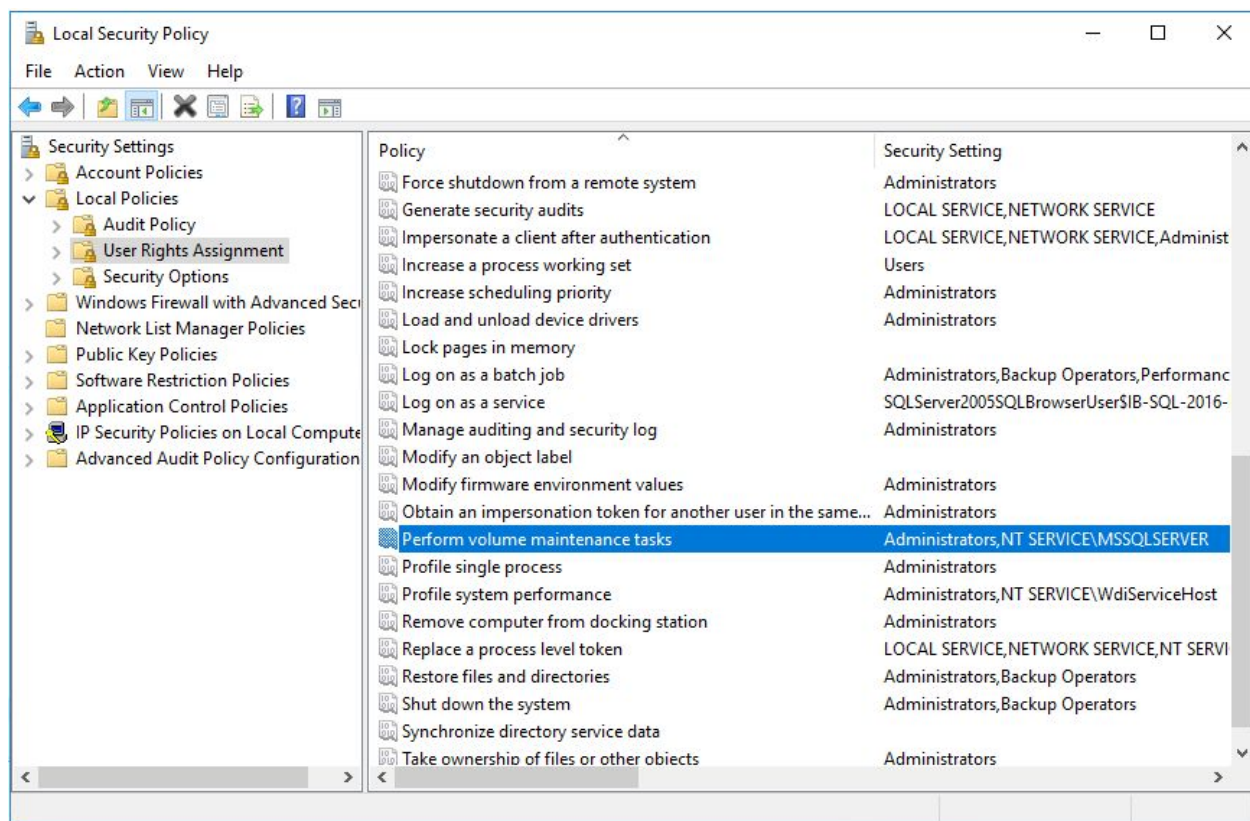 Local Security Policy
File Action View Help
Security Settings
Account Policies
Local Policies
Audit Policy
User Rights Assignment
Security Options
Windows Firewall with Advanced Secu
Network List Manager Policies
Public Key Policies
Software Restriction Policies
Application Control Policies
IP Security Policies on Local Compute
Advanced Audit Policy Configuration
Policy Security Setting
Force shutdown from a remote system Administrators
Generate security audits LOCAL SERVICE,NETWORK SERVICE
Impersonate a client after authentication LOCAL SERVICE,NETWORK SERVICE,Administ
Increase a process working set Users
Increase scheduling priority Administrators
Load and unload device drivers Administrators
Lock pages in memory
Log on as a batch job Administrators,Backup Operators,Performanc
Log on as a service SQLServer2005SQLBrowserUser$IB-SQL-2016-
Manage auditing and security log Administrators
Modify an object label
Modify firmware environment values Administrators
Obtain an impersonation token for another user in the same... Administrators
Perform volume maintenance tasks Administrators,NT SERVICE\MSSQLSERVER
Profile single process Administrators
Profile system performance Administrators,NT SERVICE\WdiServiceHost
Remove computer from docking station Administrators
Replace a process level token LOCAL SERVICE,NETWORK SERVICE,NT SERVI
Restore files and directories Administrators,Backup Operators
Shut down the system Administrators,Backup Operators
Synchronize directory service data
Take ownership of files or other objects Administrators